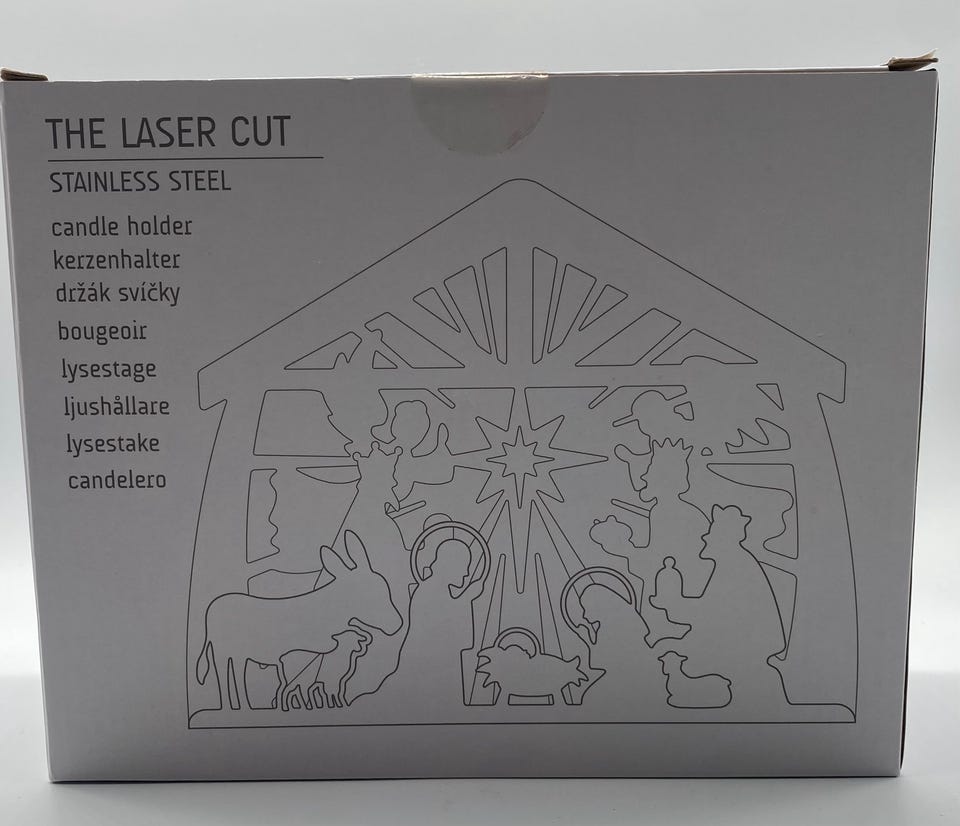 THE LASER CUT
STAINLESS STEEL
candle holder
kerzenhalter
držák svíčky
bougeoir
lysestage
ljushållare
lysestake
candelero